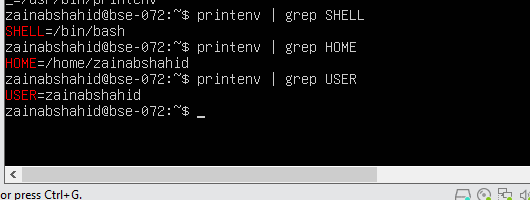 _=/usr/bin/printenv
zainabshahid@bse-072:~$ printenv | grep SHELL
SHELL=/bin/bash
zainabshahid@bse-072:~$ printenv | grep HOME
HOME=/home/zainabshahid
zainabshahid@bse-072:~$ printenv | grep USER
USER=zainabshahid
zainabshahid@bse-072:~$ _
or press Ctrl+G.